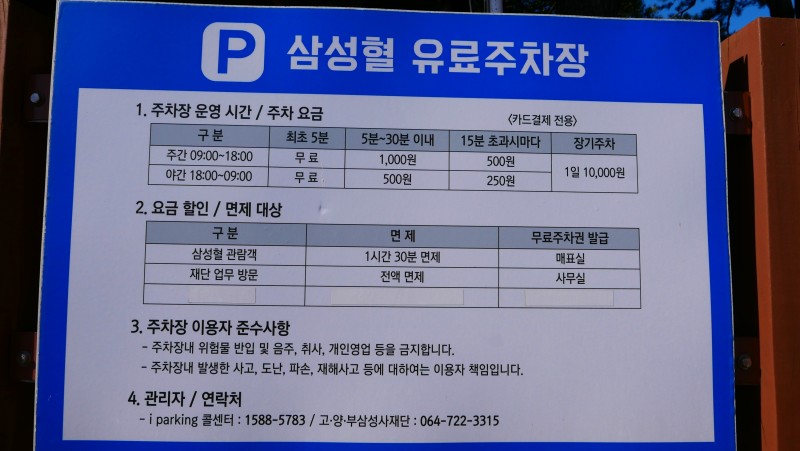 P 삼성혈 유료주차장
1. 주차장 운영 시간 / 주차 요금 <카드결제 전용>
구 분 최초 5분 5분~30분 이내 15분 초과시마다 장기주차
주간 09:00~18:00 무 료 1,000원 500원 1일 10,000원
야간 18:00~09:00 무 료 500원 250원
2. 요금 할인 / 면제 대상
구 분 면 제 무료주차권 발급
삼성혈 관람객 1시간 30분 면제 매표실
재단 업무 방문 전액 면제 사무실
3. 주차장 이용자 준수사항
- 주차장내 위험물 반입 및 음주, 취사, 개인영업 등을 금지합니다.
- 주차장내 발생한 사고, 도난, 파손, 재해사고 등에 대하여는 이용자 책임입니다.
4. 관리자 / 연락처
- i parking 콜센터 : 1588-5783 / 고·양·부삼성사재단 : 064-722-3315